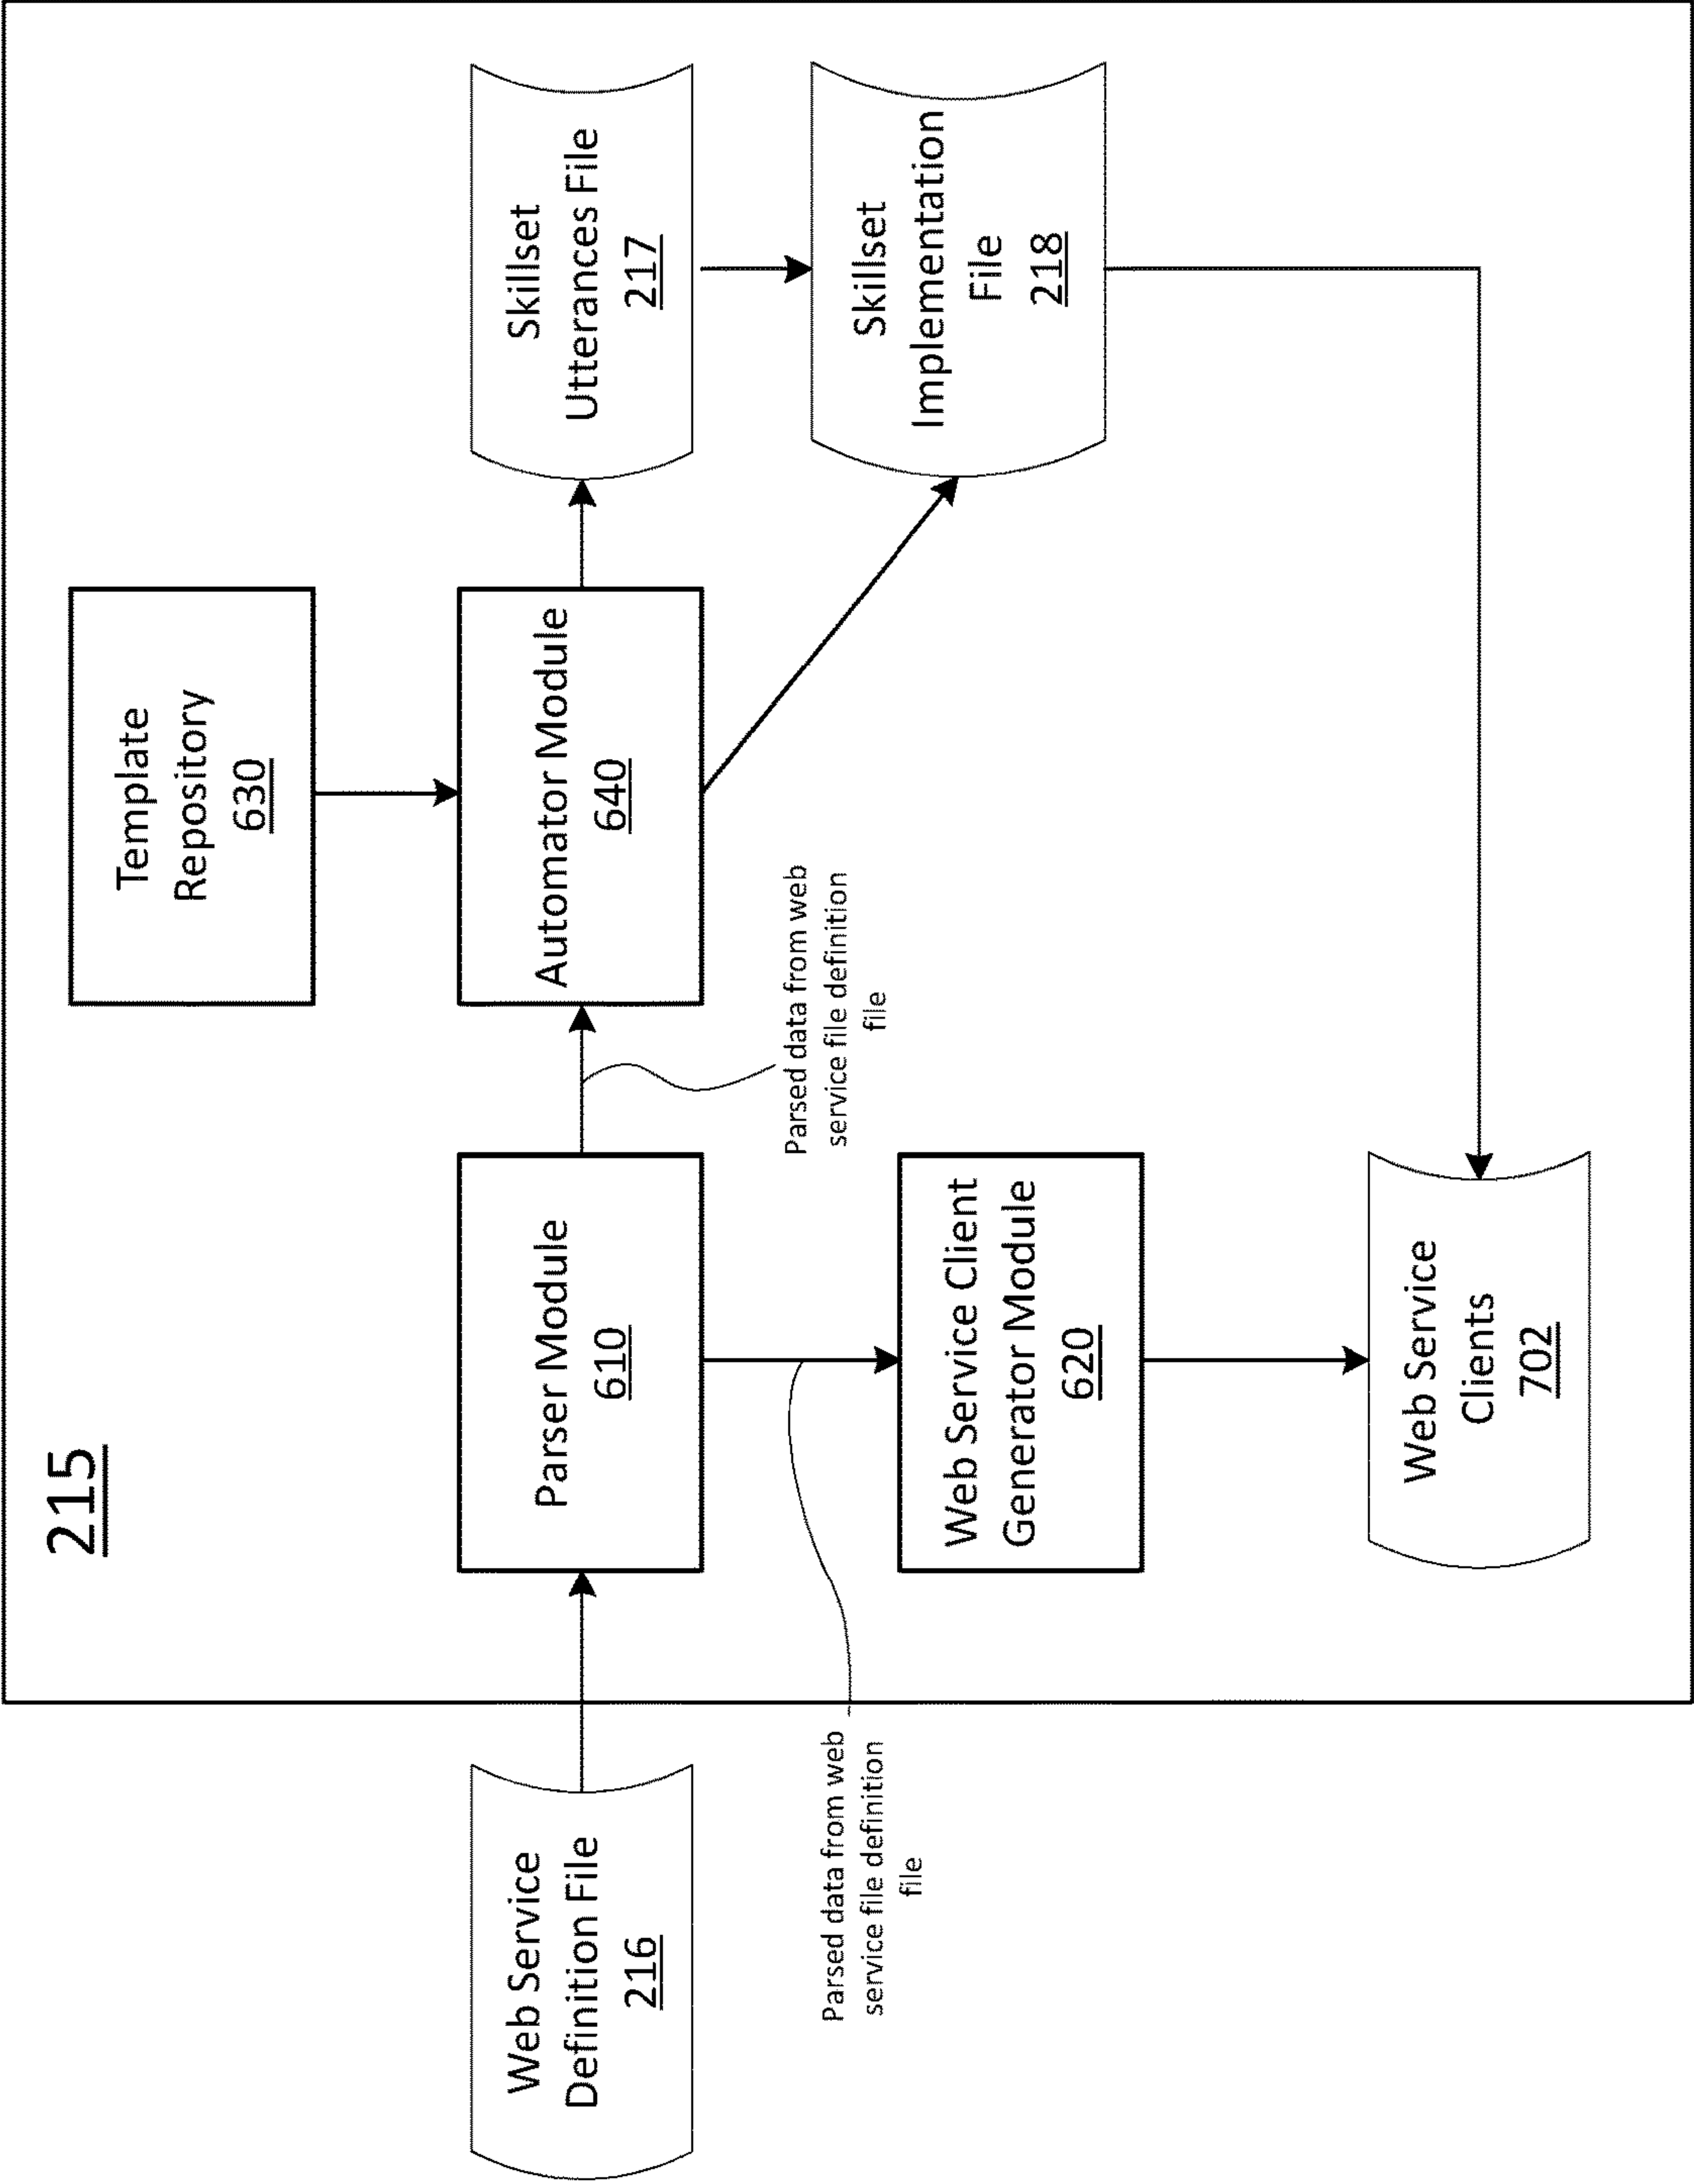 215
Template
Repository
630
Web Service
Definition File
216
Parser Module
610
Automator Module
640
Skillset
Utterances File
217
Parsed data from web
service file definition
file
Parsed data from web
service file definition
file
Web Service Client
Generator Module
620
Skillset
Implementation
File
218
Web Service
Clients
702